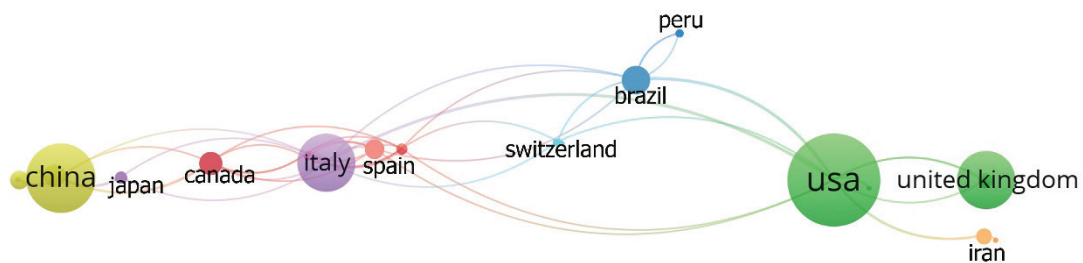 peru
brazil
switzerland
china
japan
canada
italy
spain
usa
united kingdom
iran